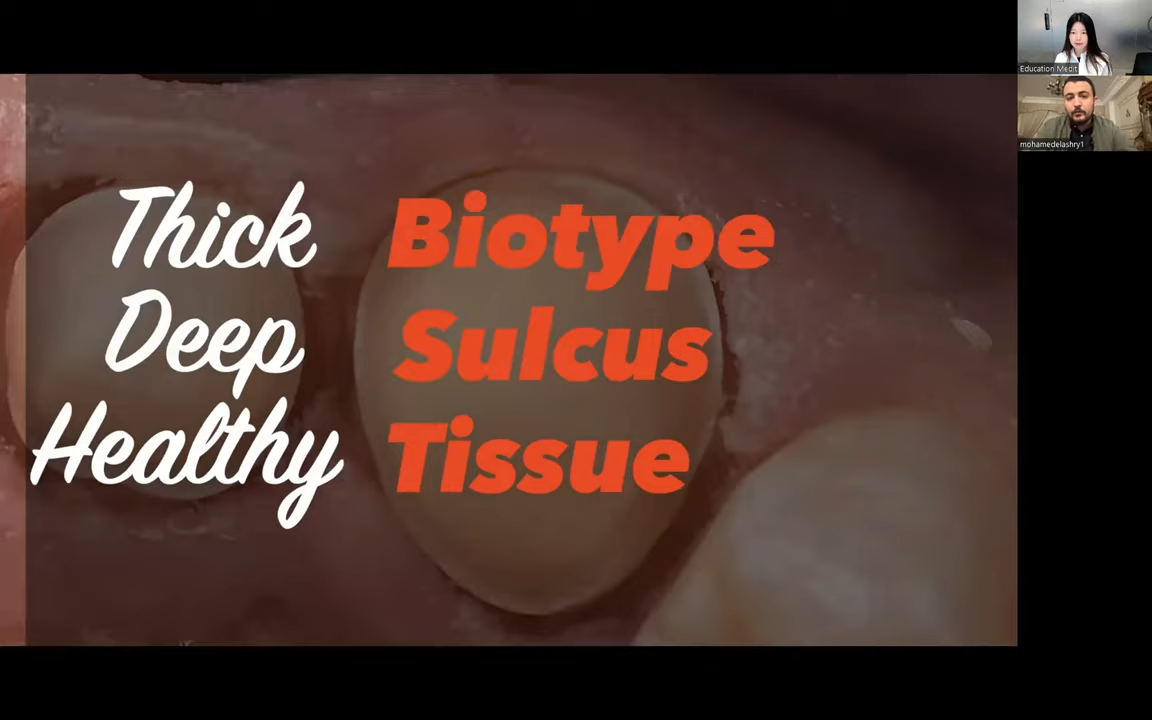 Thick Biotype
Deep Sulcus
Healthy Tissue
Education Medit
mohamedelashry1